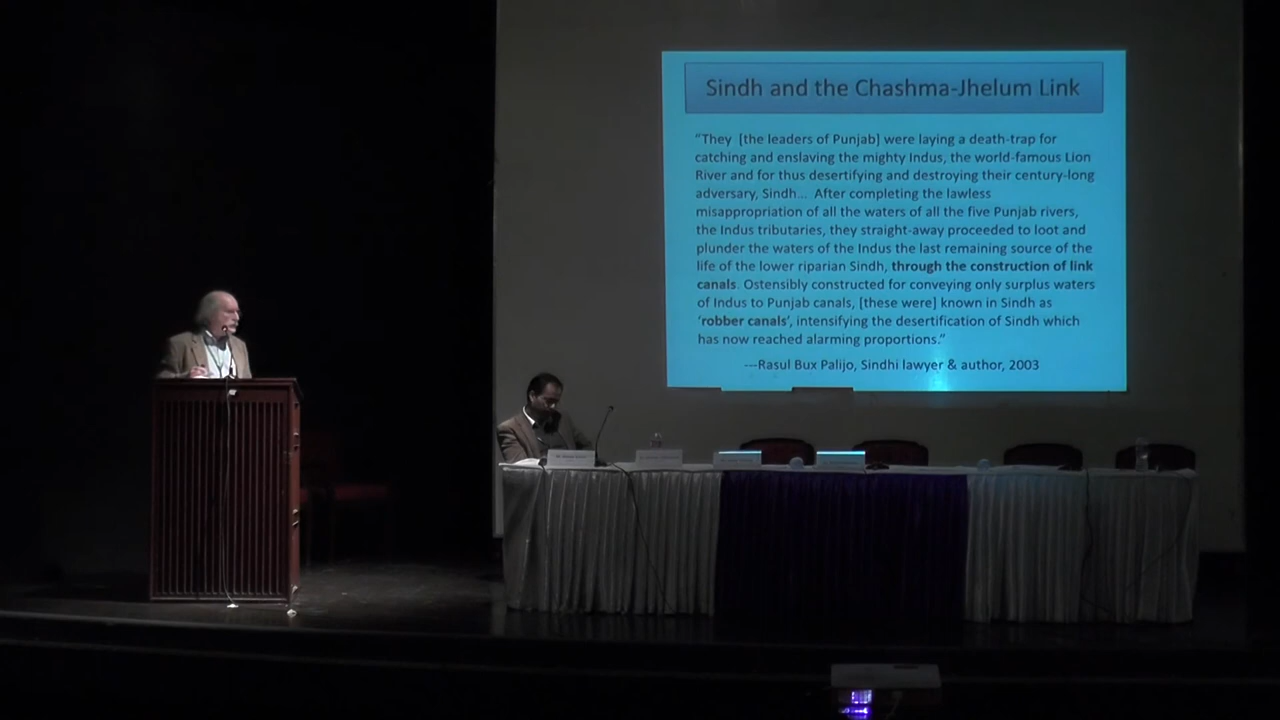 Sindh and the Chashma-Jhelum Link
“They [the leaders of Punjab] were laying a death-trap for
catching and enslaving the mighty Indus, the world-famous Lion
River and for thus desertifying and destroying their century-long
adversary, Sindh... After completing the lawless
misappropriation of all the waters of all the five Punjab rivers,
the Indus tributaries, they straight-away proceeded to loot and
plunder the waters of the Indus the last remaining source of the
life of the lower riparian Sindh, through the construction of link
canals. Ostensibly constructed for conveying only surplus waters
of Indus to Punjab canals, [these were] known in Sindh as
‘robber canals’, intensifying the desertification of Sindh which
has now reached alarming proportions.”
---Rasul Bux Palijo, Sindhi lawyer & author, 2003